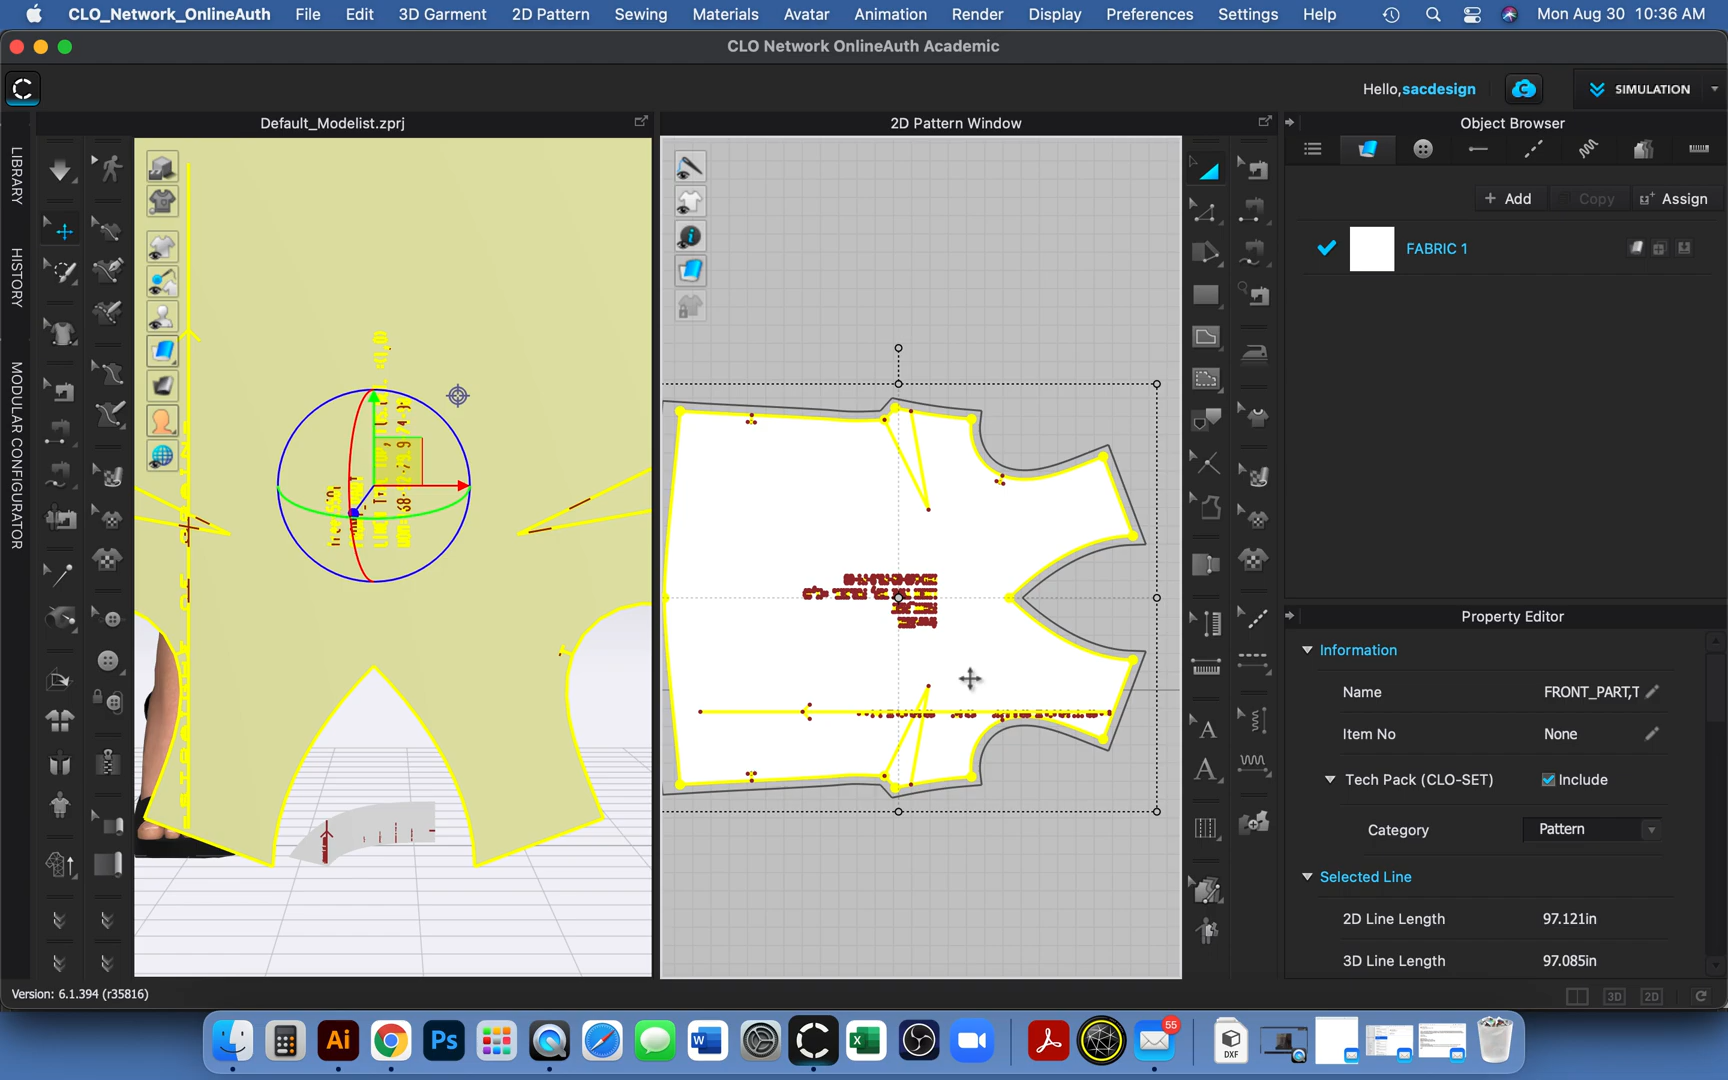 CLO_Network_OnlineAuth File Edit 3D Garment 2D Pattern Sewing Materials Avatar Animation Render Display Preferences Settings Help Mon Aug 30 10:36 AM
CLO Network OnlineAuth Academic
Hello,sacdesign
SIMULATION
Default_Modelist.zprj
2D Pattern Window
Object Browser
LIBRARY
HISTORY
MODULAR CONFIGURATOR
+ Add
Copy
Assign
FABRIC 1
Property Editor
Information
Name FRONT_PART,T
Item No None
Tech Pack (CLO-SET) Include
Category Pattern
Selected Line
2D Line Length 97.121in
3D Line Length 97.085in
A
A
Version: 6.1.394 (r35816)
3D
2D
Ai
Ps
W
X
55
DXF